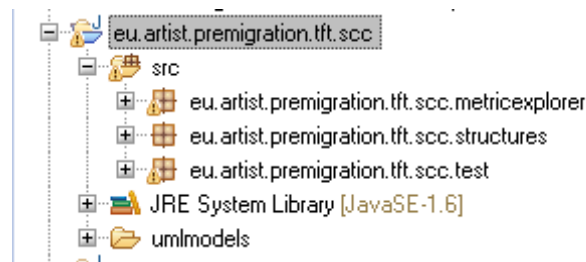 eu.artist.premigration.tft.scc
src
eu.artist.premigration.tft.scc.metricexplorer
eu.artist.premigration.tft.scc.structures
eu.artist.premigration.tft.scc.test
JRE System Library [JavaSE-1.6]
umlmodels